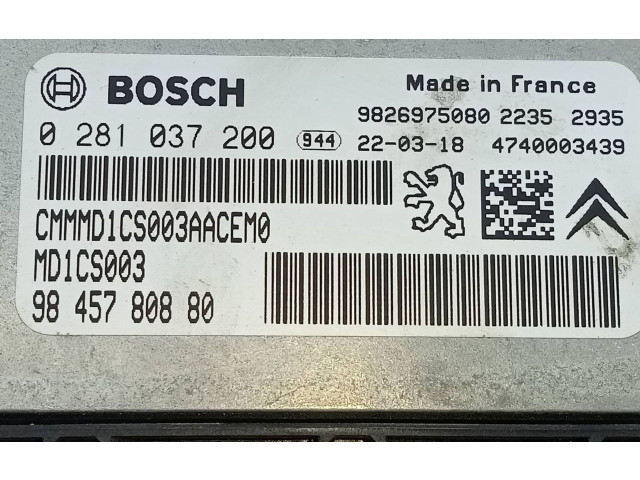 BOSCH
Made in France
9826975080 2235 2935
0 281 037 200 944 22-03-18 4740003439
CMMMD1CS003AACEM0
MD1CS003
98 457 808 80